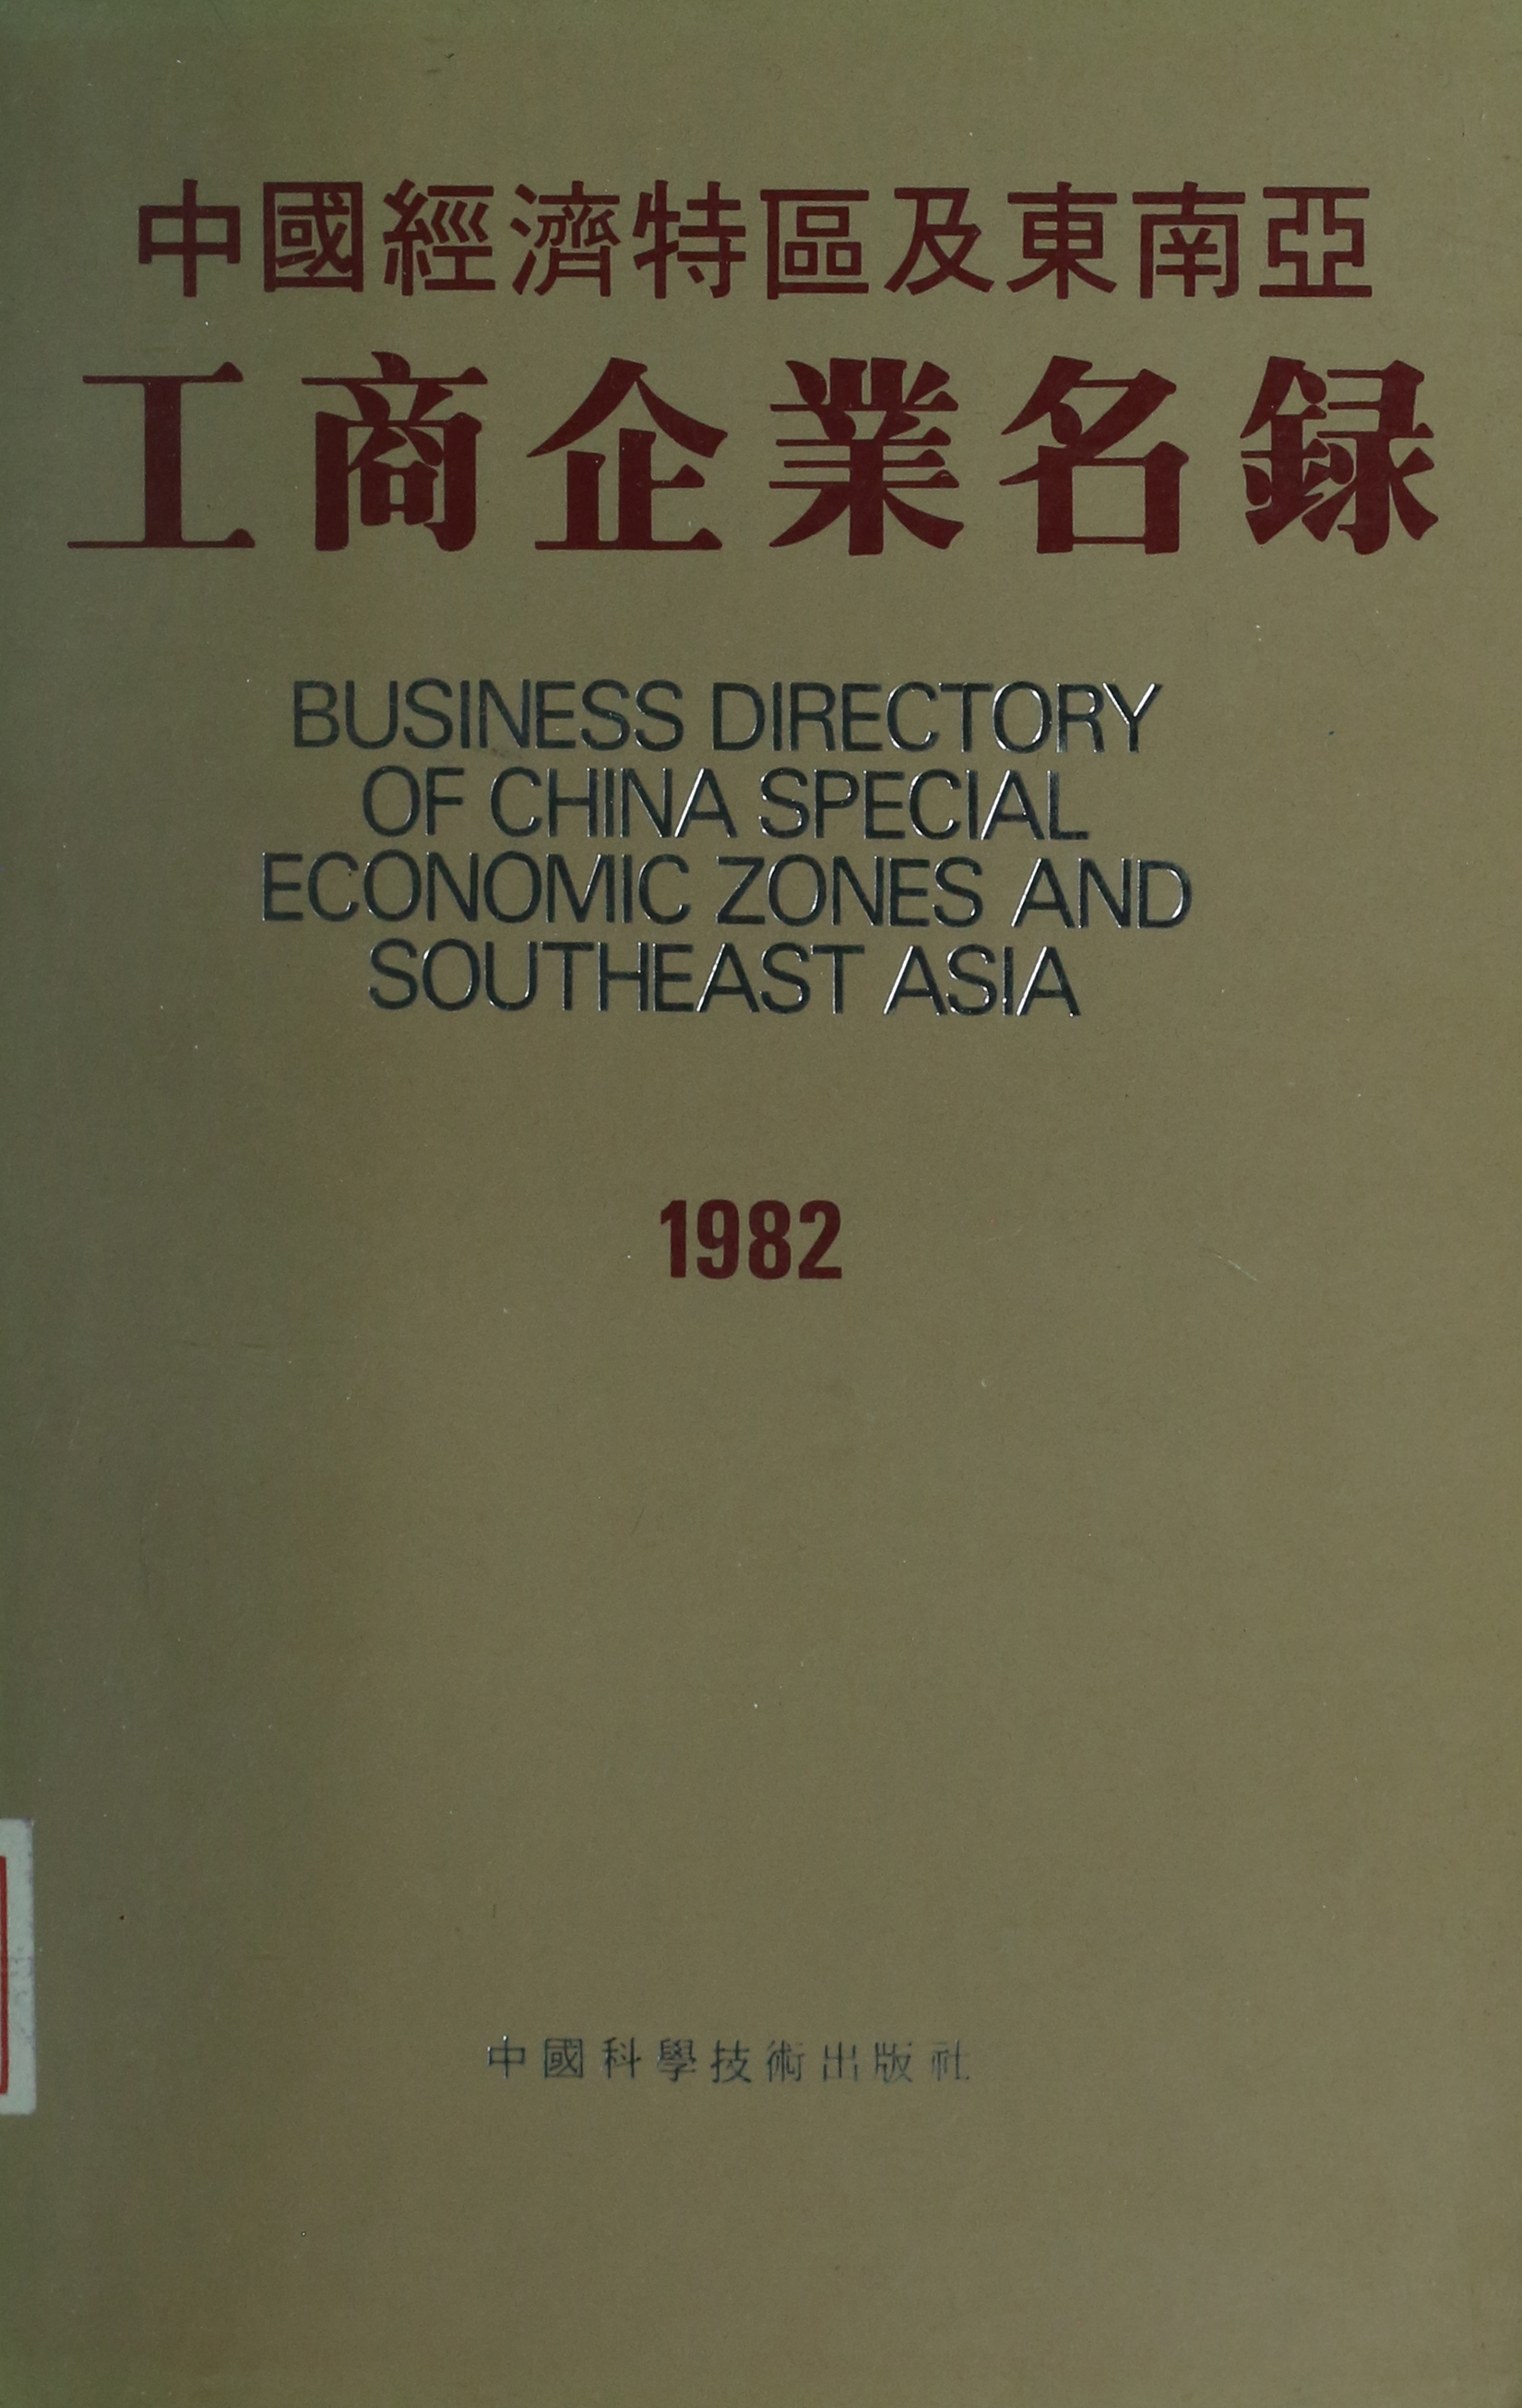 中國經濟特區及東南亞
工商企業名録
BUSINESS DIRECTORY
OF CHINA SPECIAL
ECONOMIC ZONES AND
SOUTHEAST ASIA
1982
中國科學技術出版社